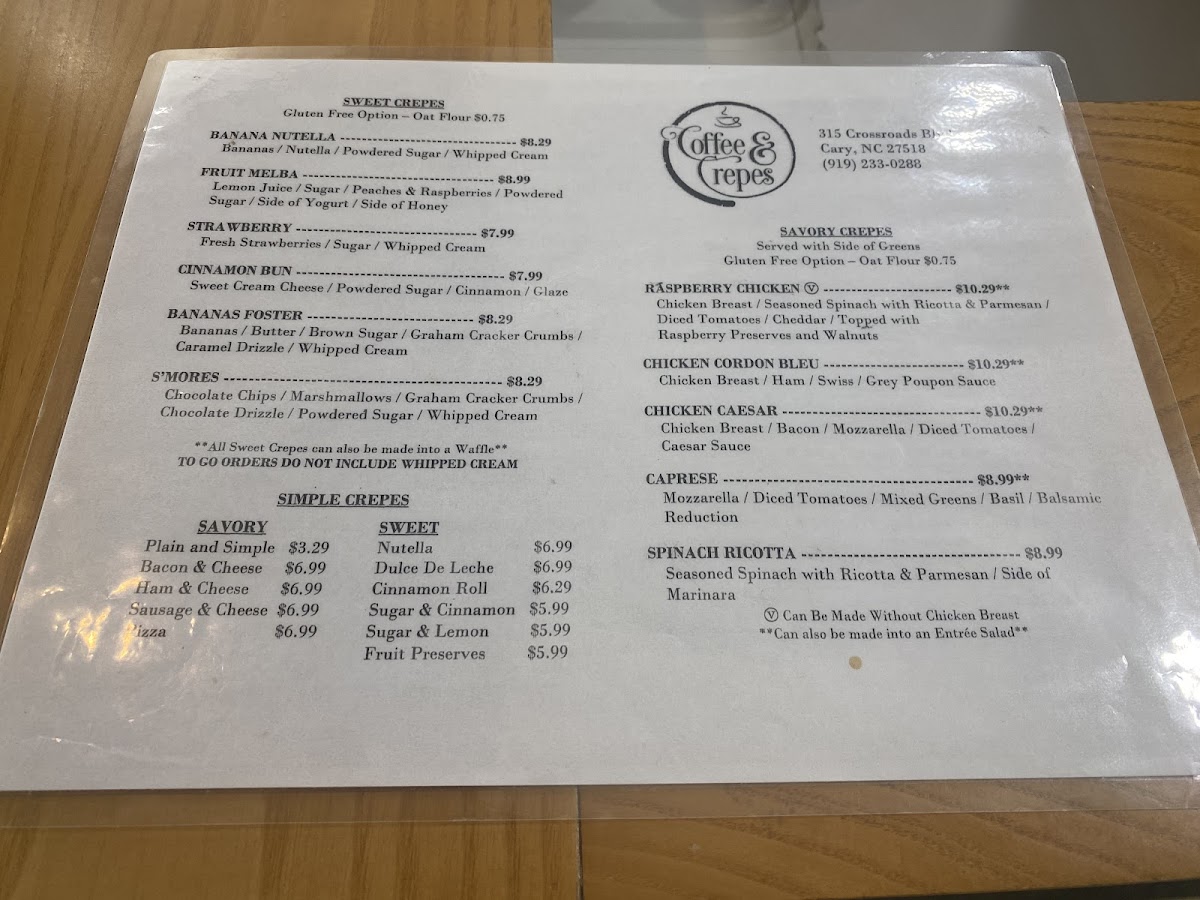 SWEET CREPES
Gluten Free Option – Oat Flour $0.75
BANANA NUTELLA ---------------------------------- $8.29
Bananas / Nutella / Powdered Sugar / Whipped Cream
FRUIT MELBA ------------------------------------- $8.99
Lemon Juice / Sugar / Peaches & Raspberries / Powdered
Sugar / Side of Yogurt / Side of Honey
STRAWBERRY ---------------------------------- $7.99
Fresh Strawberries / Sugar / Whipped Cream
CINNAMON BUN --------------------------------------- $7.99
Sweet Cream Cheese / Powdered Sugar / Cinnamon / Glaze
BANANAS FOSTER ------------------------------- $8.29
Bananas / Butter / Brown Sugar / Graham Cracker Crumbs /
Caramel Drizzle / Whipped Cream
S'MORES -------------------------------------------------- $8.29
Chocolate Chips / Marshmallows / Graham Cracker Crumbs /
Chocolate Drizzle / Powdered Sugar / Whipped Cream
**All Sweet Crepes can also be made into a Waffle**
TO GO ORDERS DO NOT INCLUDE WHIPPED CREAM
SIMPLE CREPES
SAVORY
Plain and Simple $3.29
Bacon & Cheese $6.99
Ham & Cheese $6.99
Sausage & Cheese $6.99
Pizza $6.99
SWEET
Nutella $6.99
Dulce De Leche $6.99
Cinnamon Roll $6.29
Sugar & Cinnamon $5.99
Sugar & Lemon $5.99
Fruit Preserves $5.99
Coffee &
Crepes
315 Crossroads
Cary, NC 27518
(919) 233-0288
SAVORY CREPES
Served with Side of Greens
Gluten Free Option – Oat Flour $0.75
RASPBERRY CHICKEN Ⓥ ----------------------- $10.29**
Chicken Breast / Seasoned Spinach with Ricotta & Parmesan /
Diced Tomatoes / Cheddar / Topped with
Raspberry Preserves and Walnuts
CHICKEN CORDON BLEU ------------------------- $10.29**
Chicken Breast / Ham / Swiss / Grey Poupon Sauce
CHICKEN CAESAR ----------------------------------- $10.29**
Chicken Breast / Bacon / Mozzarella / Diced Tomatoes /
Caesar Sauce
CAPRESE -------------------------------------------- $8.99**
Mozzarella / Diced Tomatoes / Mixed Greens / Basil / Balsamic
Reduction
SPINACH RICOTTA -------------------------------------- $8.99
Seasoned Spinach with Ricotta & Parmesan / Side of
Marinara
Ⓥ Can Be Made Without Chicken Breast
**Can also be made into an Entrée Salad**